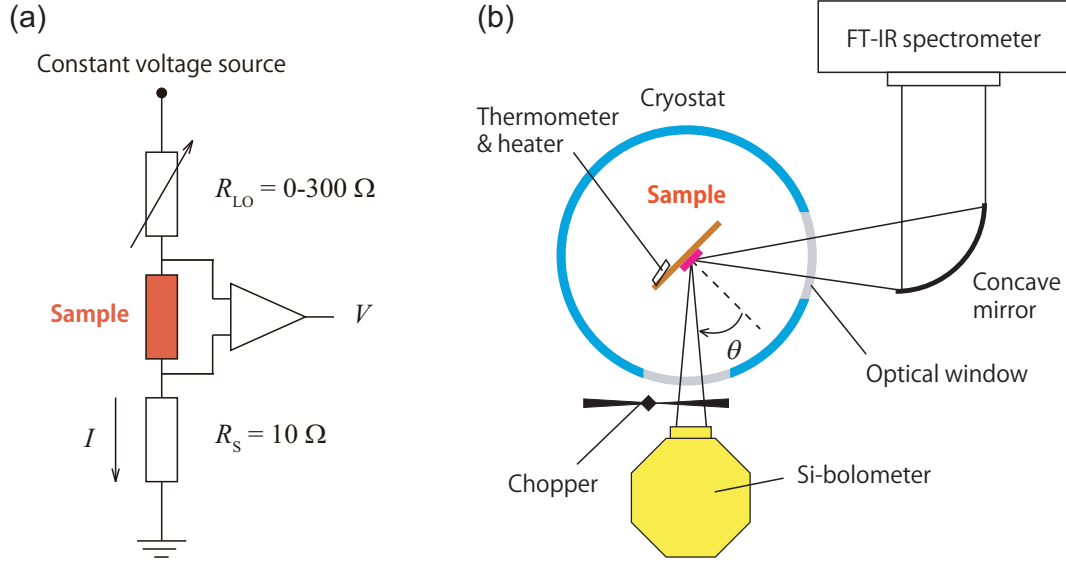 (a)
Constant voltage source
R_LO = 0-300 Ω
Sample
V
I
R_S = 10 Ω
(b)
FT-IR spectrometer
Cryostat
Thermometer
& heater
Sample
Concave
mirror
θ
Optical window
Chopper
Si-bolometer